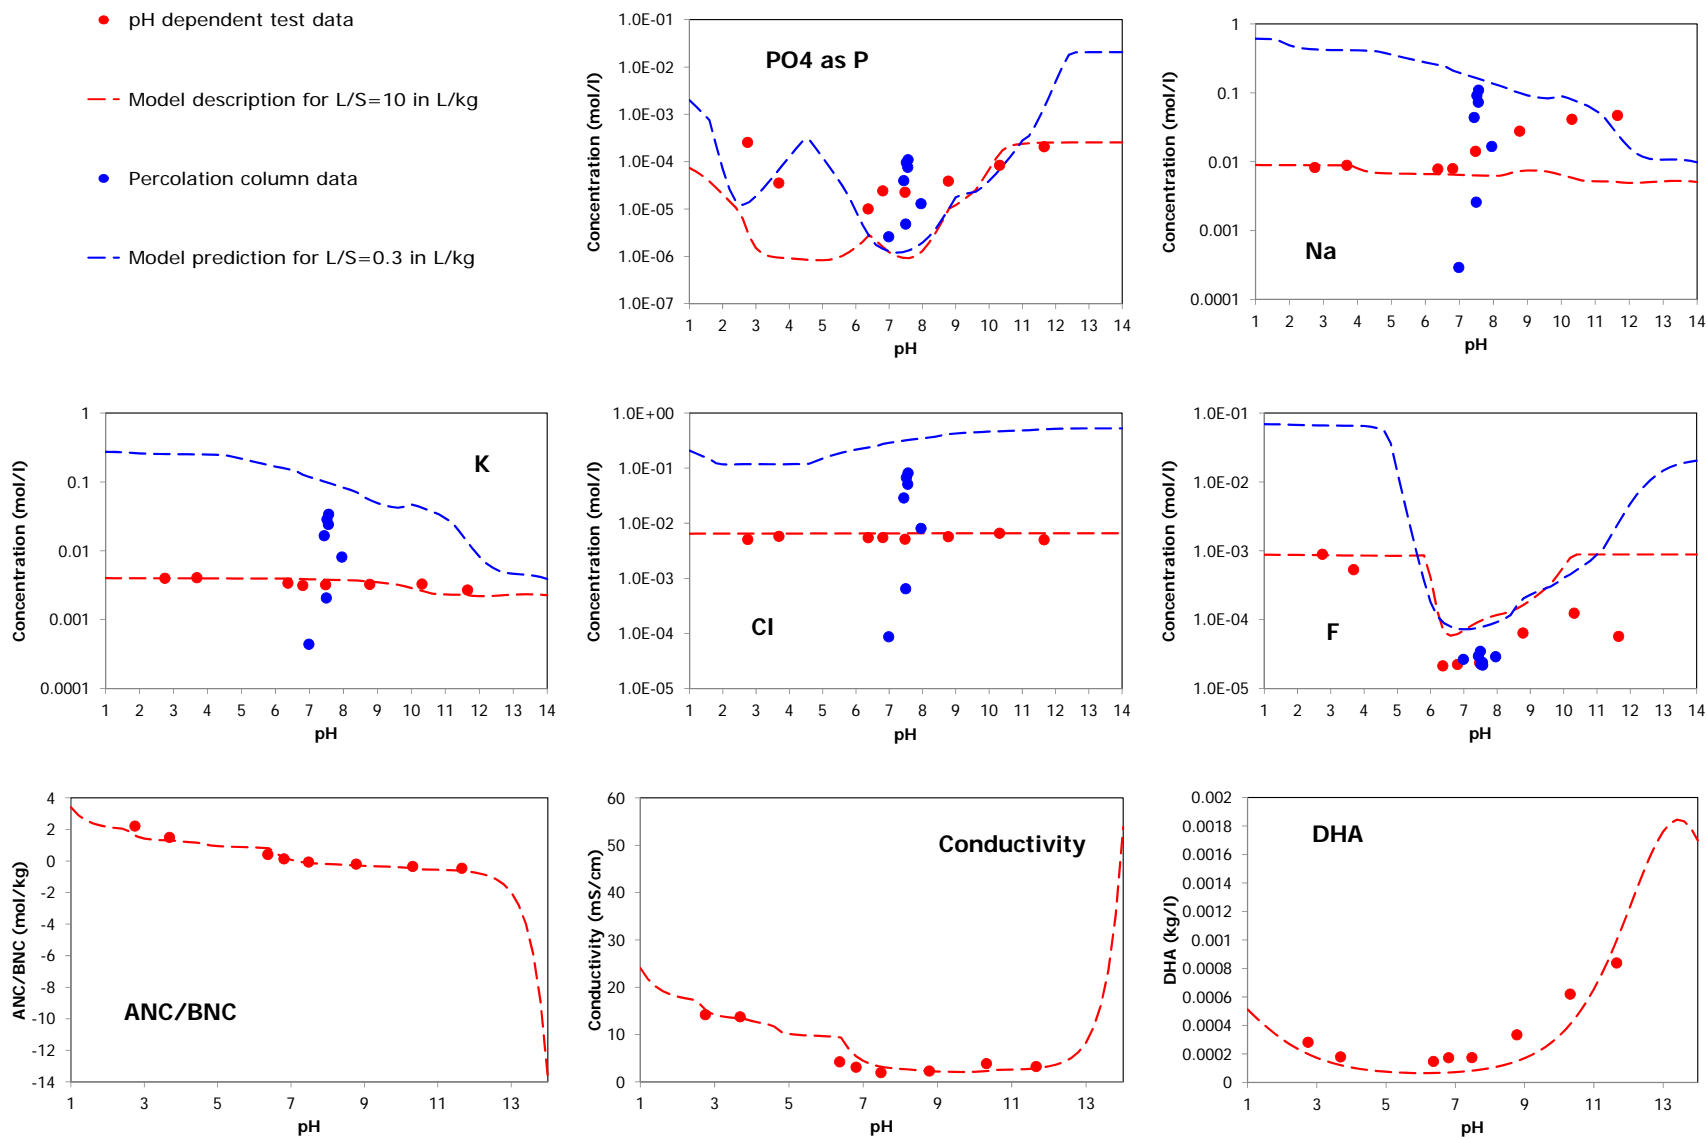 pH dependent test data
Model description for L/S=10 in L/kg
Percolation column data
Model prediction for L/S=0.3 in L/kg
PO4 as P
Concentration (mol/l)
1.0E-01
1.0E-02
1.0E-03
1.0E-04
1.0E-05
1.0E-06
1.0E-07
1 2 3 4 5 6 7 8 9 10 11 12 13 14
pH
Na
Concentration (mol/l)
1
0.1
0.01
0.001
0.0001
1 2 3 4 5 6 7 8 9 10 11 12 13 14
pH
K
Concentration (mol/l)
1
0.1
0.01
0.001
0.0001
1 2 3 4 5 6 7 8 9 10 11 12 13 14
pH
Cl
Concentration (mol/l)
1.0E+00
1.0E-01
1.0E-02
1.0E-03
1.0E-04
1.0E-05
1 2 3 4 5 6 7 8 9 10 11 12 13 14
pH
F
Concentration (mol/l)
1.0E-01
1.0E-02
1.0E-03
1.0E-04
1.0E-05
1 2 3 4 5 6 7 8 9 10 11 12 13 14
pH
ANC/BNC
ANC/BNC (mol/kg)
4
2
0
-2
-4
-6
-8
-10
-12
-14
1 3 5 7 9 11 13
pH
Conductivity
Conductivity (mS/cm)
60
50
40
30
20
10
0
1 3 5 7 9 11 13
pH
DHA
DHA (kg/l)
0.002
0.0018
0.0016
0.0014
0.0012
0.001
0.0008
0.0006
0.0004
0.0002
0
1 3 5 7 9 11 13
pH